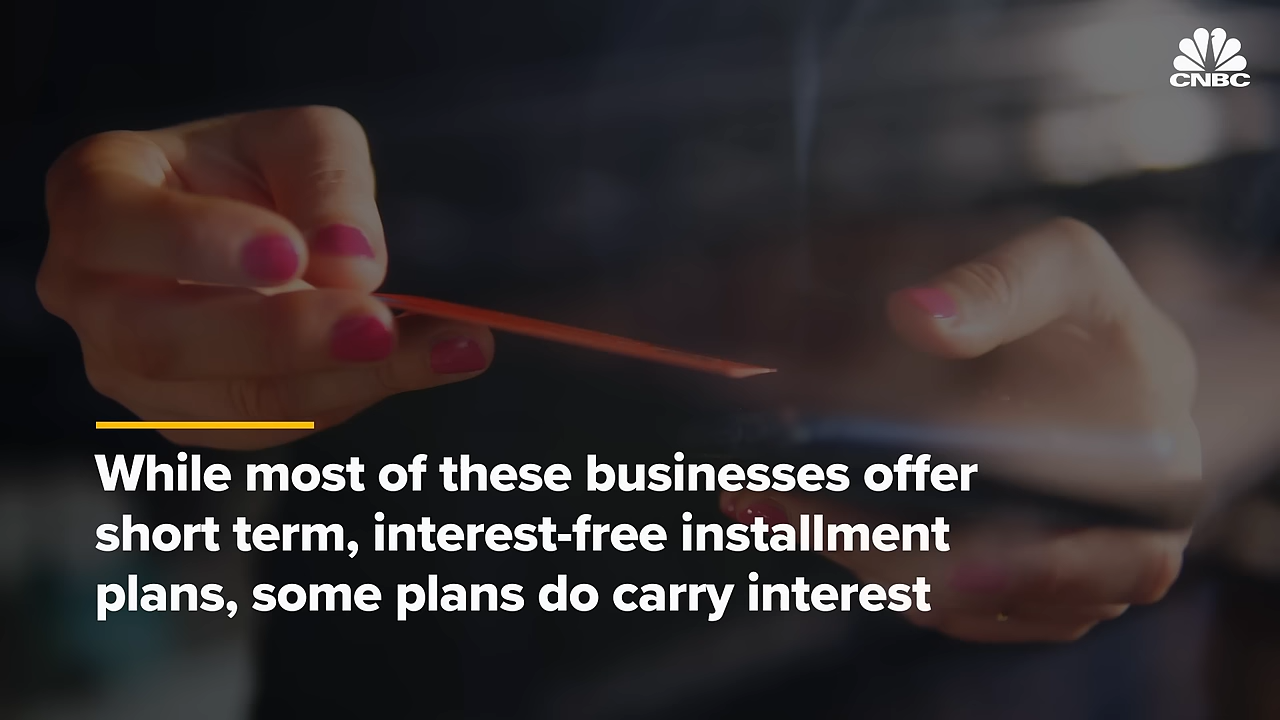 CNBC
While most of these businesses offer
short term, interest-free installment
plans, some plans do carry interest